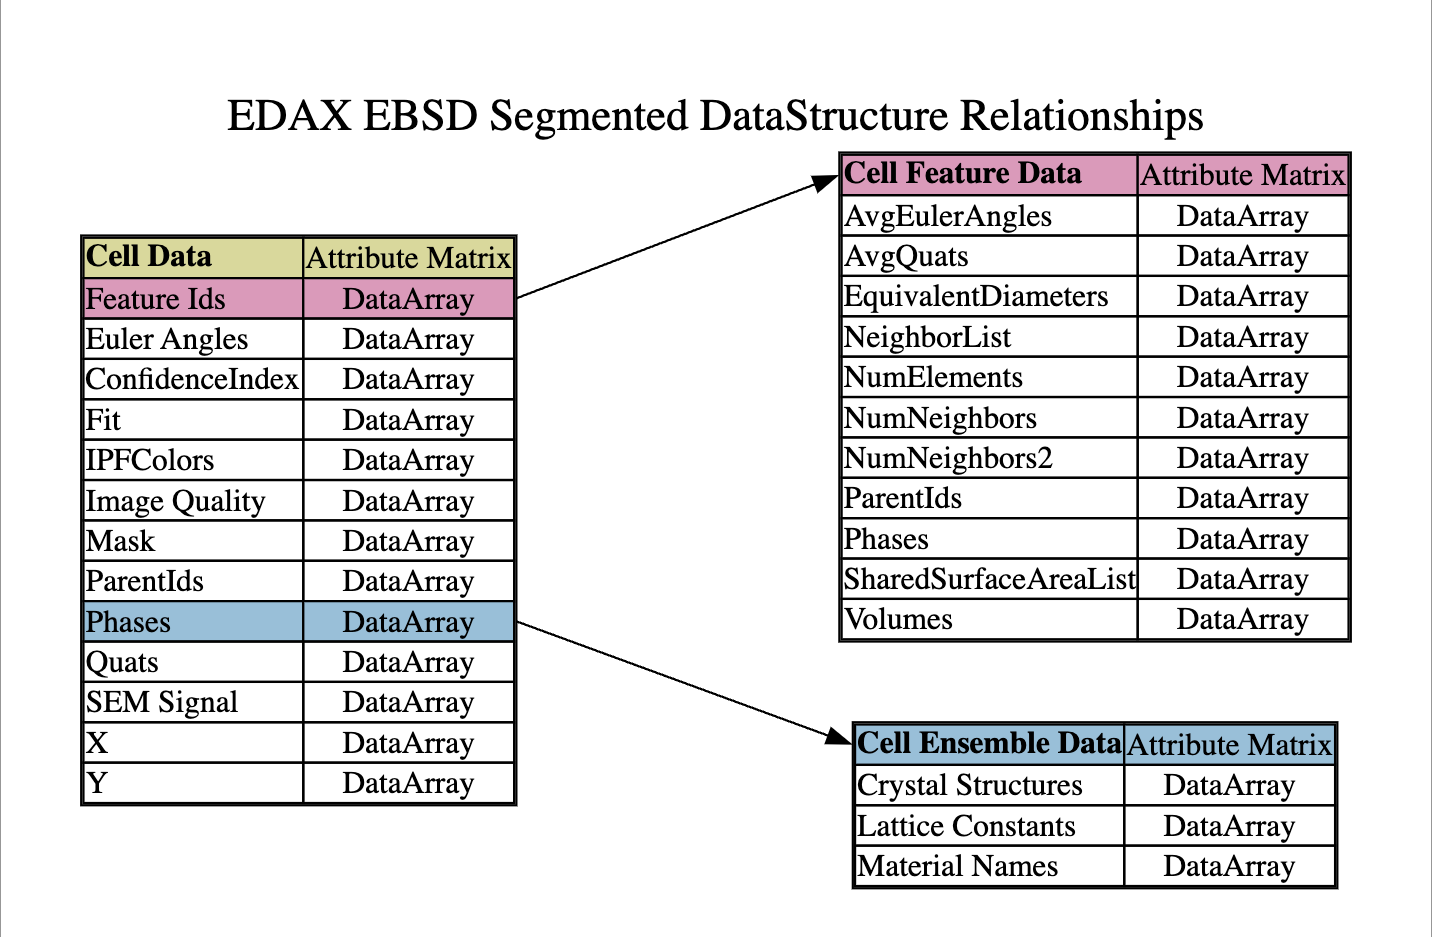 EDAX EBSD Segmented DataStructure Relationships
Cell Data Attribute Matrix
Feature Ids DataArray
Euler Angles DataArray
ConfidenceIndex DataArray
Fit DataArray
IPFColors DataArray
Image Quality DataArray
Mask DataArray
ParentIds DataArray
Phases DataArray
Quats DataArray
SEM Signal DataArray
X DataArray
Y DataArray
Cell Feature Data Attribute Matrix
AvgEulerAngles DataArray
AvgQuats DataArray
EquivalentDiameters DataArray
NeighborList DataArray
NumElements DataArray
NumNeighbors DataArray
NumNeighbors2 DataArray
ParentIds DataArray
Phases DataArray
SharedSurfaceAreaList DataArray
Volumes DataArray
Cell Ensemble Data Attribute Matrix
Crystal Structures DataArray
Lattice Constants DataArray
Material Names DataArray